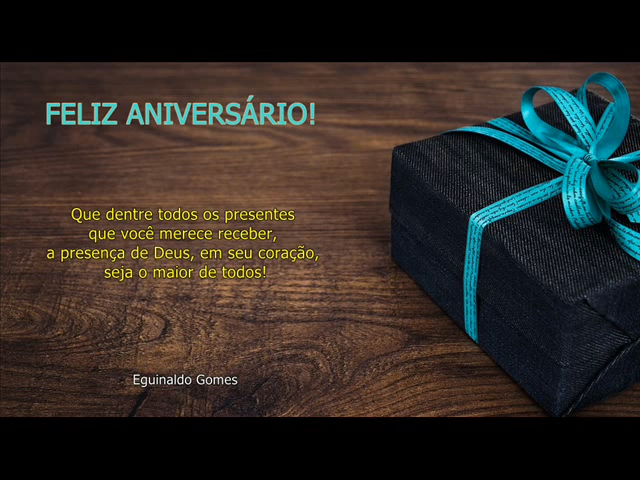 FELIZ ANIVERSÁRIO!
Que dentre todos os presentes
que você merece receber,
a presença de Deus, em seu coração,
seja o maior de todos!
Eguinaldo Gomes